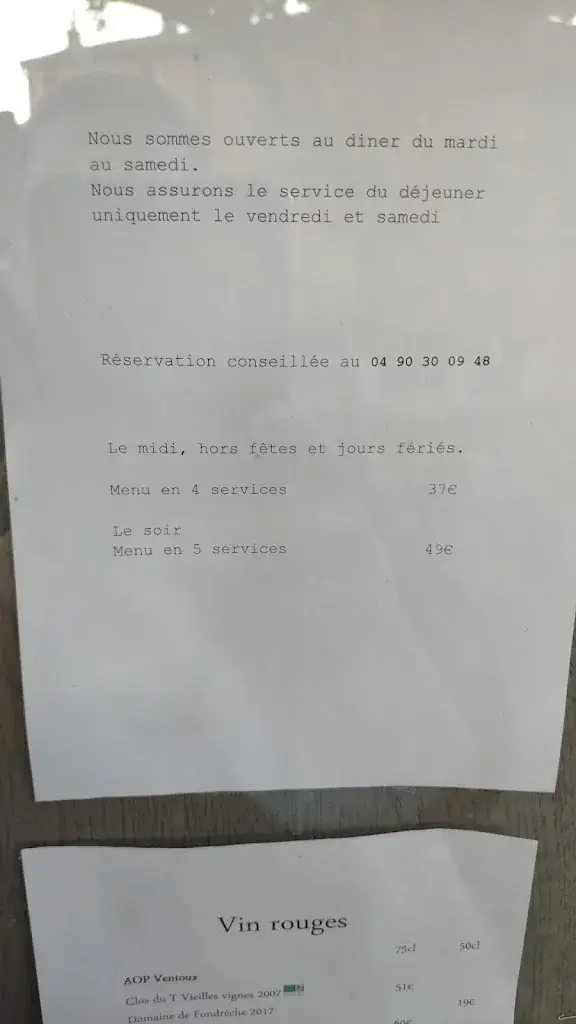 Nous sommes ouverts au diner du mardi
au samedi.
Nous assurons le service du déjeuner
uniquement le vendredi et samedi
Réservation conseillée au 04 90 30 09 48
Le midi, hors fêtes et jours fériés.
Menu en 4 services 37€
Le soir
Menu en 5 services 49€
Vin rouges
75cl 50cl
AOP Ventoux
Clos du T Vieilles vignes 2007 51€
Domaine de Fondrèche 2017 19€
60€